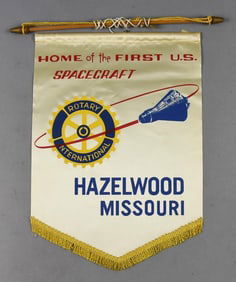 HOME of the FIRST U.S.
SPACECRAFT
ROTARY
INTERNATIONAL
HAZELWOOD
MISSOURI